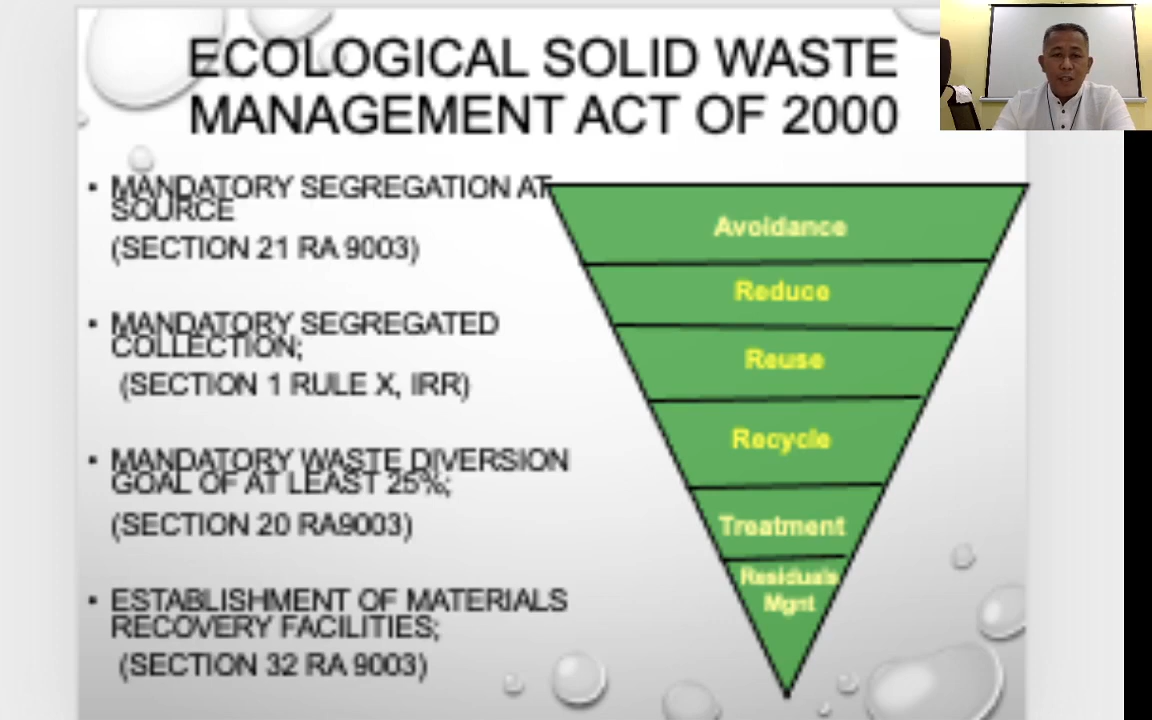 ECOLOGICAL SOLID WASTE
MANAGEMENT ACT OF 2000
• MANDATORY SEGREGATION AT
SOURCE
(SECTION 21 RA 9003)
• MANDATORY SEGREGATED
COLLECTION;
(SECTION 1 RULE X, IRR)
• MANDATORY WASTE DIVERSION
GOAL OF AT LEAST 25%;
(SECTION 20 RA9003)
• ESTABLISHMENT OF MATERIALS
RECOVERY FACILITIES;
(SECTION 32 RA 9003)
Avoidance
Reduce
Reuse
Recycle
Treatment
Residuals
Mgnt